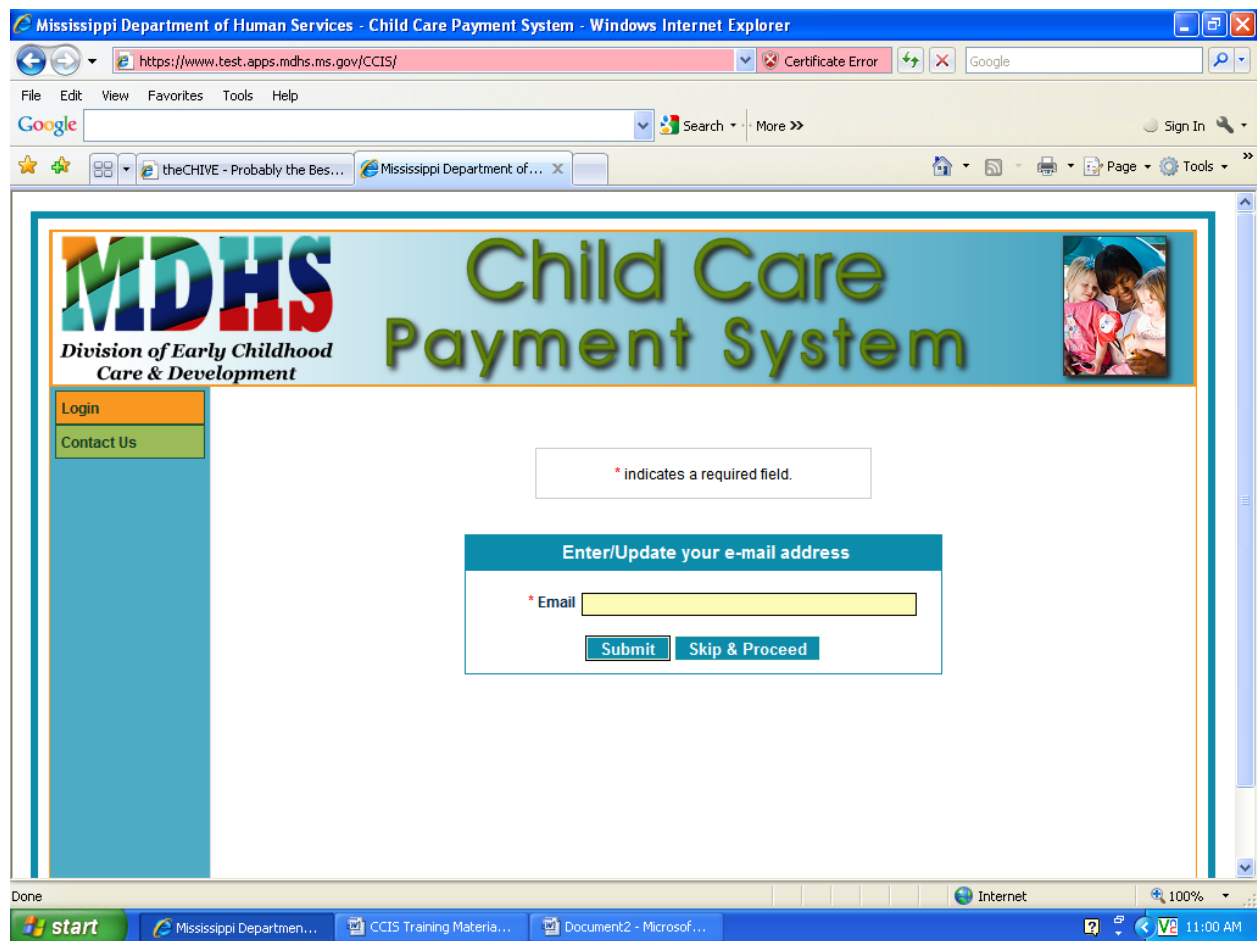 Mississippi Department of Human Services - Child Care Payment System - Windows Internet Explorer
https://www.test.apps.mdhs.ms.gov/CCIS/
Certificate Error
Google
File Edit View Favorites Tools Help
Google
Search
More >>
Sign In
theCHIVE - Probably the Bes...
Mississippi Department of...
Page
Tools
MDHS
Division of Early Childhood
Care & Development
Child Care
Payment System
Login
Contact Us
* indicates a required field.
Enter/Update your e-mail address
* Email
Submit
Skip & Proceed
Done
Internet
100%
start
Mississippi Departmen...
CCIS Training Materia...
Document2 - Microsof...
11:00 AM